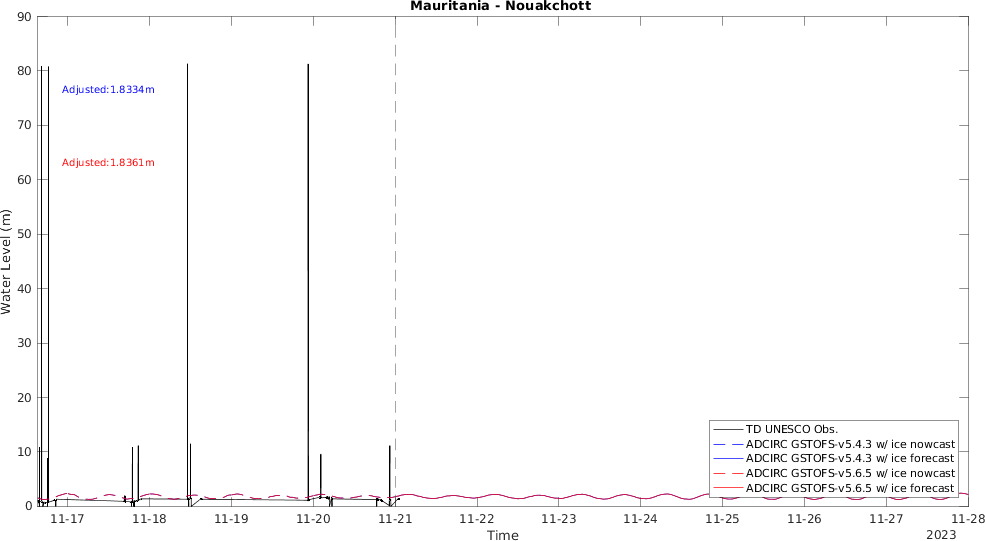 Mauritania - Nouakchott
90
80
70
60
50
40
30
20
10
0
Water Level (m)
Adjusted:1.8334m
Adjusted:1.8361m
TD UNESCO Obs.
ADCIRC GSTOFS-v5.4.3 w/ ice nowcast
ADCIRC GSTOFS-v5.4.3 w/ ice forecast
ADCIRC GSTOFS-v5.6.5 w/ ice nowcast
ADCIRC GSTOFS-v5.6.5 w/ ice forecast
11-17 11-18 11-19 11-20 11-21 11-22 11-23 11-24 11-25 11-26 11-27 11-28
Time
2023